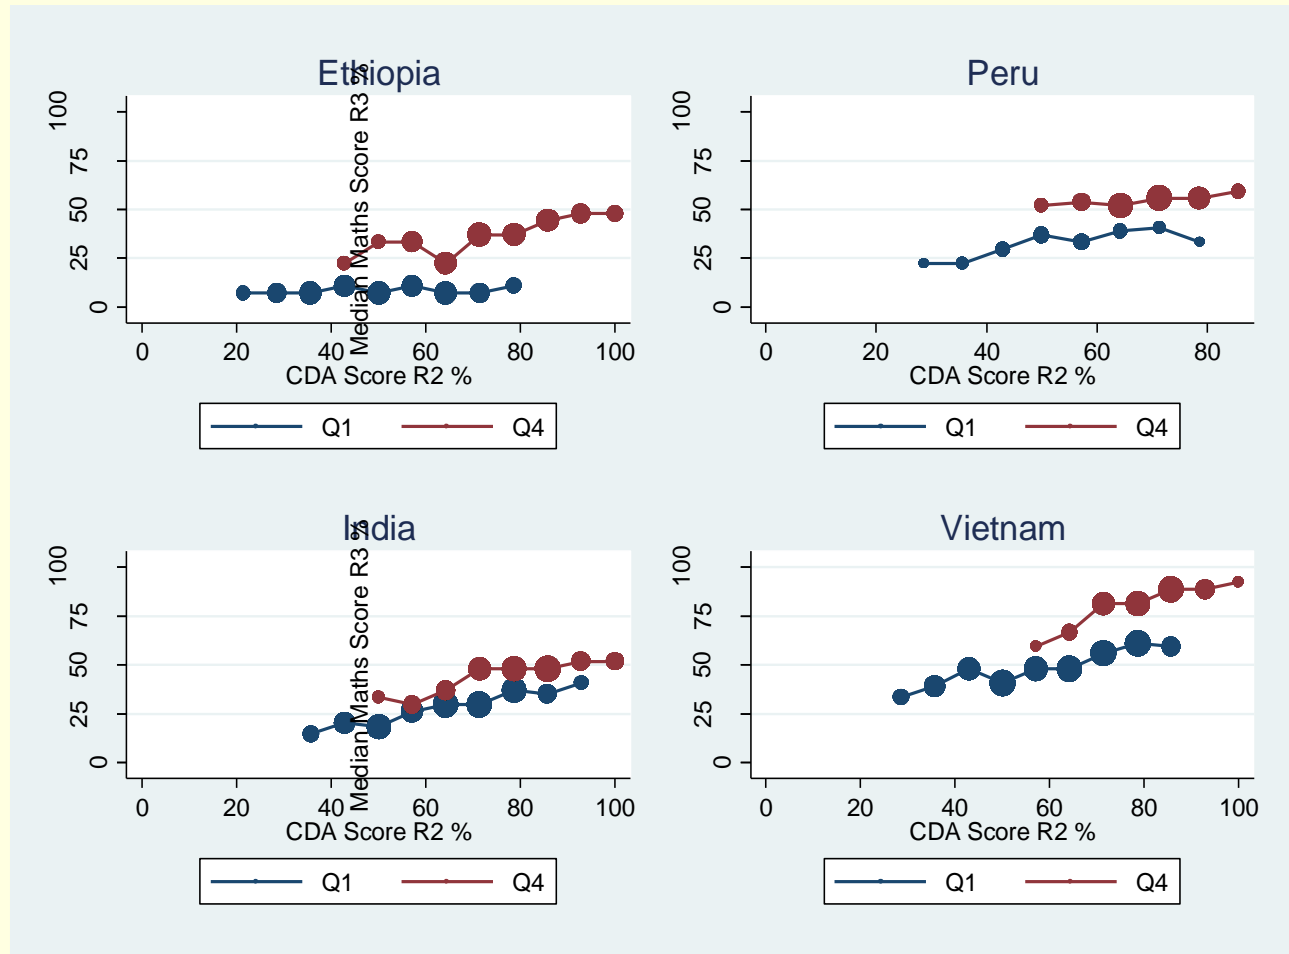 Ethiopia
Median Maths Score R3 %
100
75
50
25
0
0 20 40 60 80 100
CDA Score R2 %
Q1 Q4
Peru
100
75
50
25
0
0 20 40 60 80
CDA Score R2 %
Q1 Q4
India
Median Maths Score R3 %
100
75
50
25
0
0 20 40 60 80 100
CDA Score R2 %
Q1 Q4
Vietnam
100
75
50
25
0
0 20 40 60 80 100
CDA Score R2 %
Q1 Q4